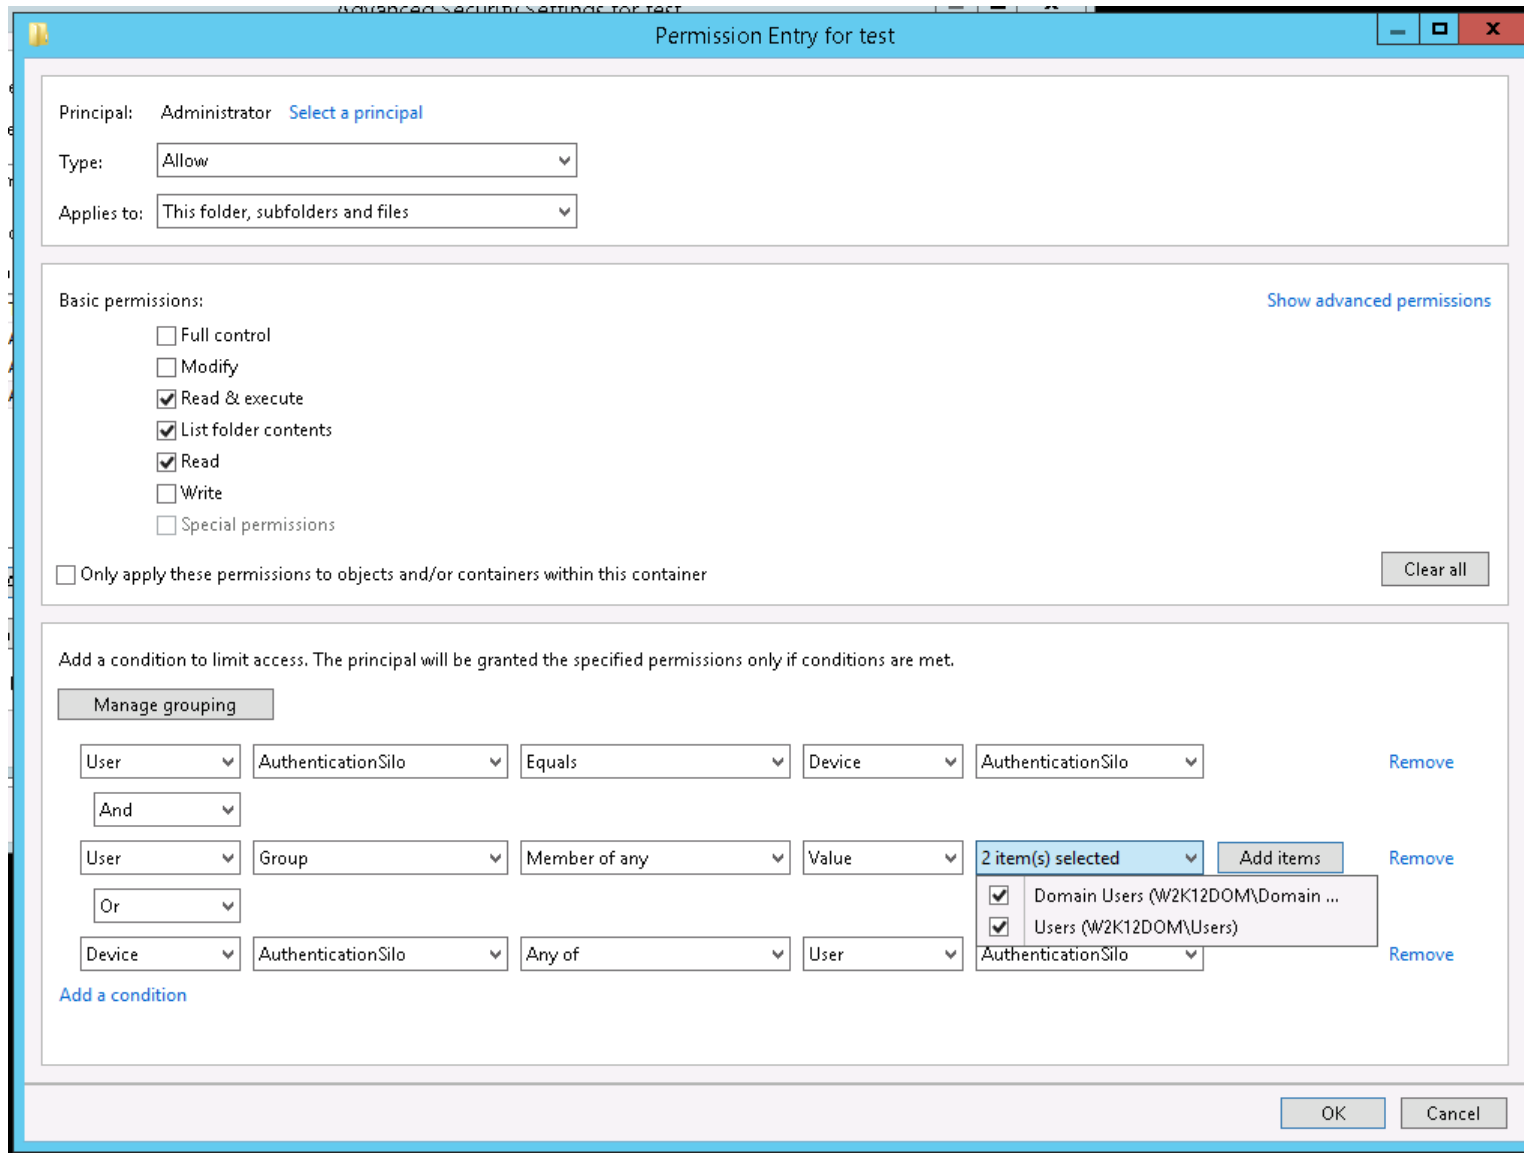 Advanced Security Settings for test
Permission Entry for test
Principal: Administrator Select a principal
Type: Allow
Applies to: This folder, subfolders and files
Basic permissions: Show advanced permissions
Full control
Modify
Read & execute
List folder contents
Read
Write
Special permissions
Only apply these permissions to objects and/or containers within this container Clear all
Add a condition to limit access. The principal will be granted the specified permissions only if conditions are met.
Manage grouping
User AuthenticationSilo Equals Device AuthenticationSilo Remove
And
User Group Member of any Value 2 item(s) selected Add items Remove
Or Domain Users (W2K12DOM\Domain ...
Users (W2K12DOM\Users)
Device AuthenticationSilo Any of User AuthenticationSilo Remove
Add a condition
OK Cancel